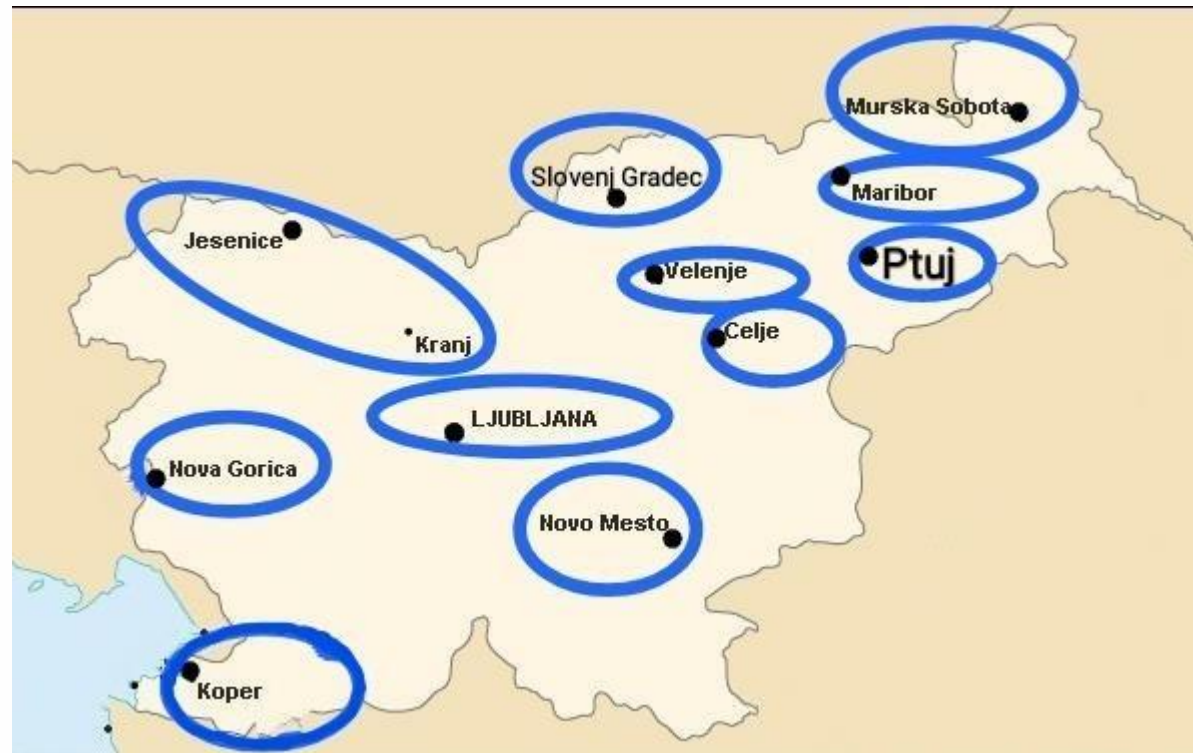 Murska Sobota
Slovenj Gradec
Maribor
Jesenice
Ptuj
Velenje
Celje
Kranj
LJUBLJANA
Nova Gorica
Novo Mesto
Koper